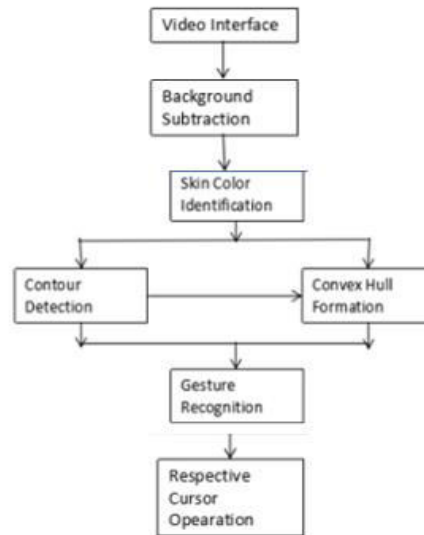 Video Interface
Background
Subtraction
Skin Color
Identification
Contour
Detection
Convex Hull
Formation
Gesture
Recognition
Respective
Cursor
Opearation